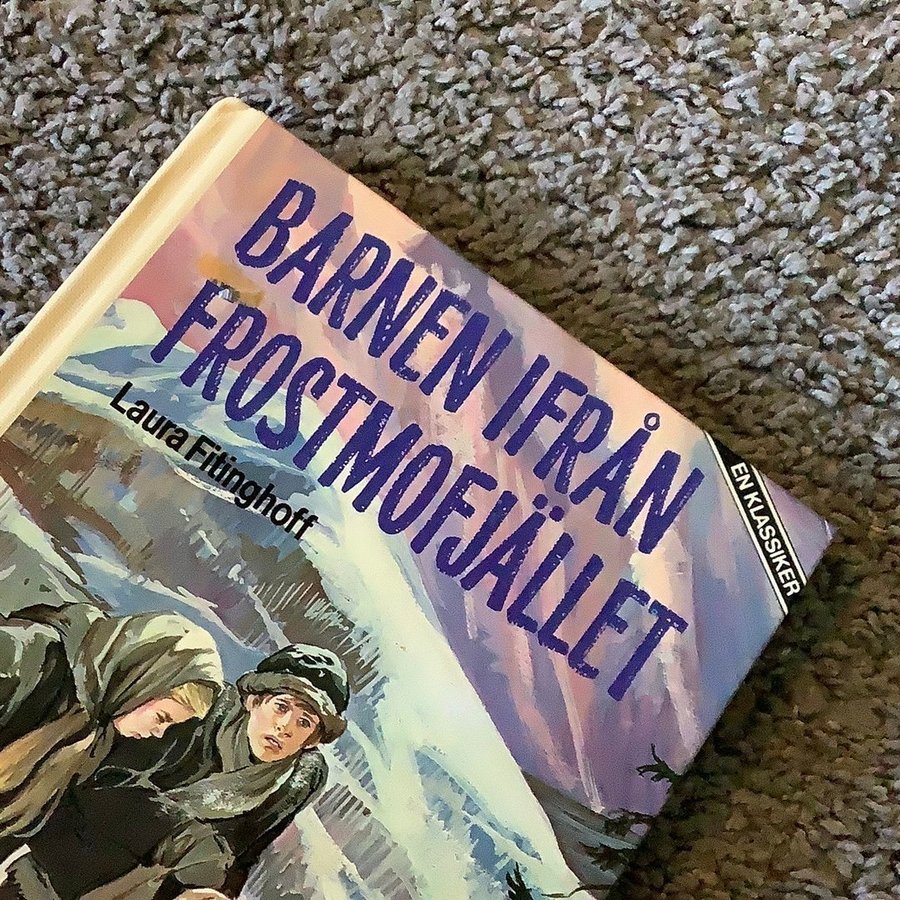 BARNEN IFRÅN
FROSTMOFJÄLLET
Laura Fitinghoff
EN KLASSIKER